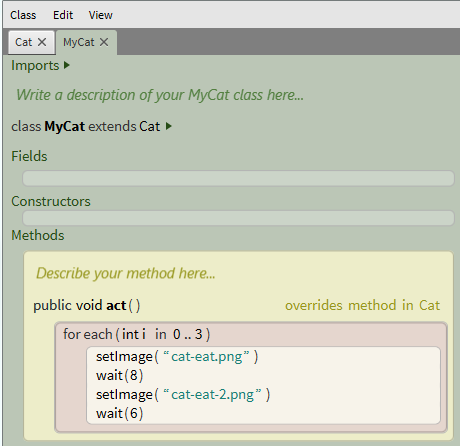 Class Edit View
Cat × MyCat ×
Imports ▶
Write a description of your MyCat class here...
class MyCat extends Cat ▶
Fields
Constructors
Methods
Describe your method here...
public void act() overrides method in Cat
for each (int i in 0 .. 3 )
setImage( "cat-eat.png" )
wait(8)
setImage( "cat-eat-2.png" )
wait(6)